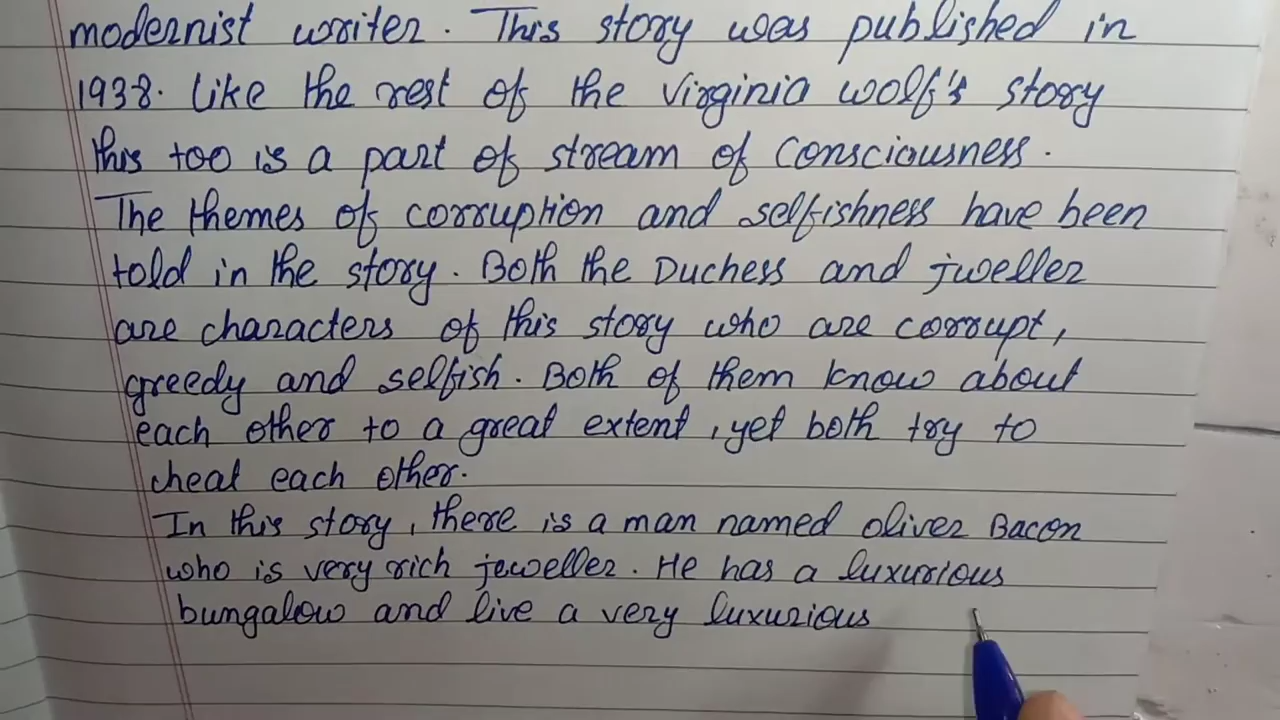 modernist writer. This story was published in
1938. Like the rest of the Virginia wolf's story
this too is a part of stream of consciousness.
The themes of corruption and selfishness have been
told in the story. Both the Duchess and jweller
are characters of this story who are corrupt,
greedy and selfish. Both of them know about
each other to a great extent, yet both try to
cheat each other.
In this story, there is a man named oliver Bacon
who is very rich jeweller. He has a luxurious
bungalow and live a very luxurious